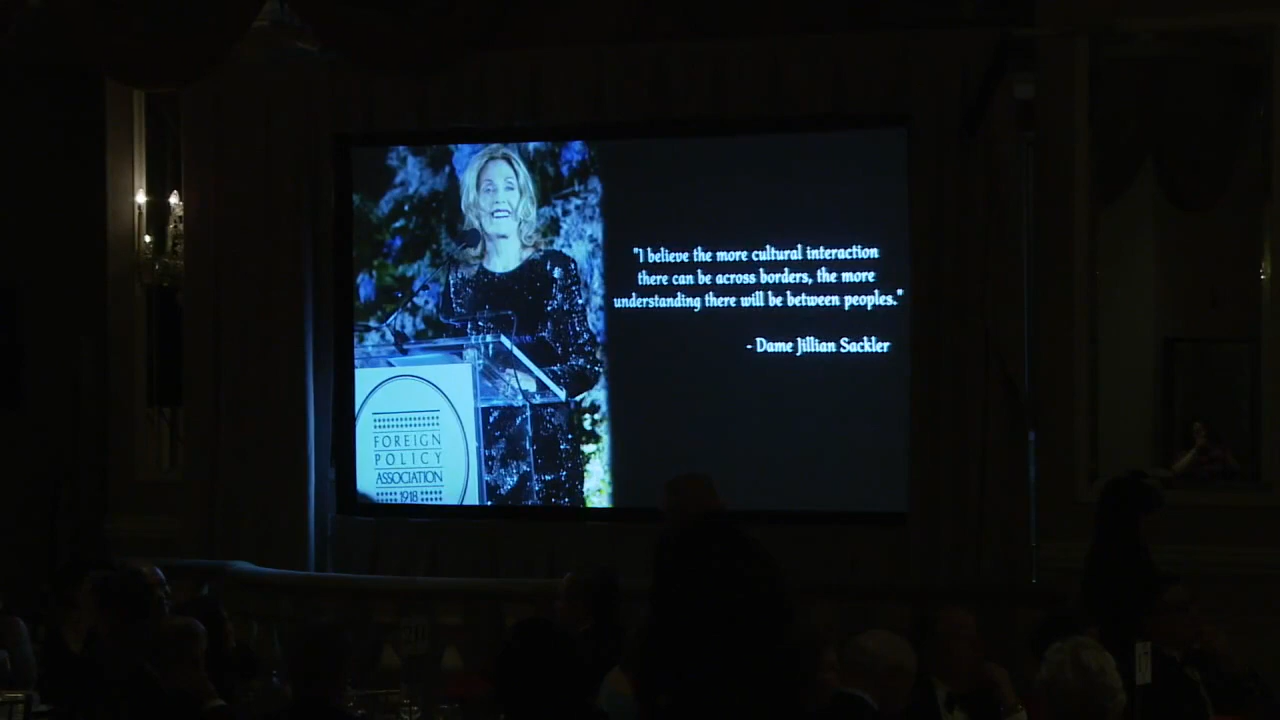 "I believe the more cultural interaction
there can be across borders, the more
understanding there will be between peoples."
- Dame Jillian Sackler
FOREIGN
POLICY
ASSOCIATION
1918